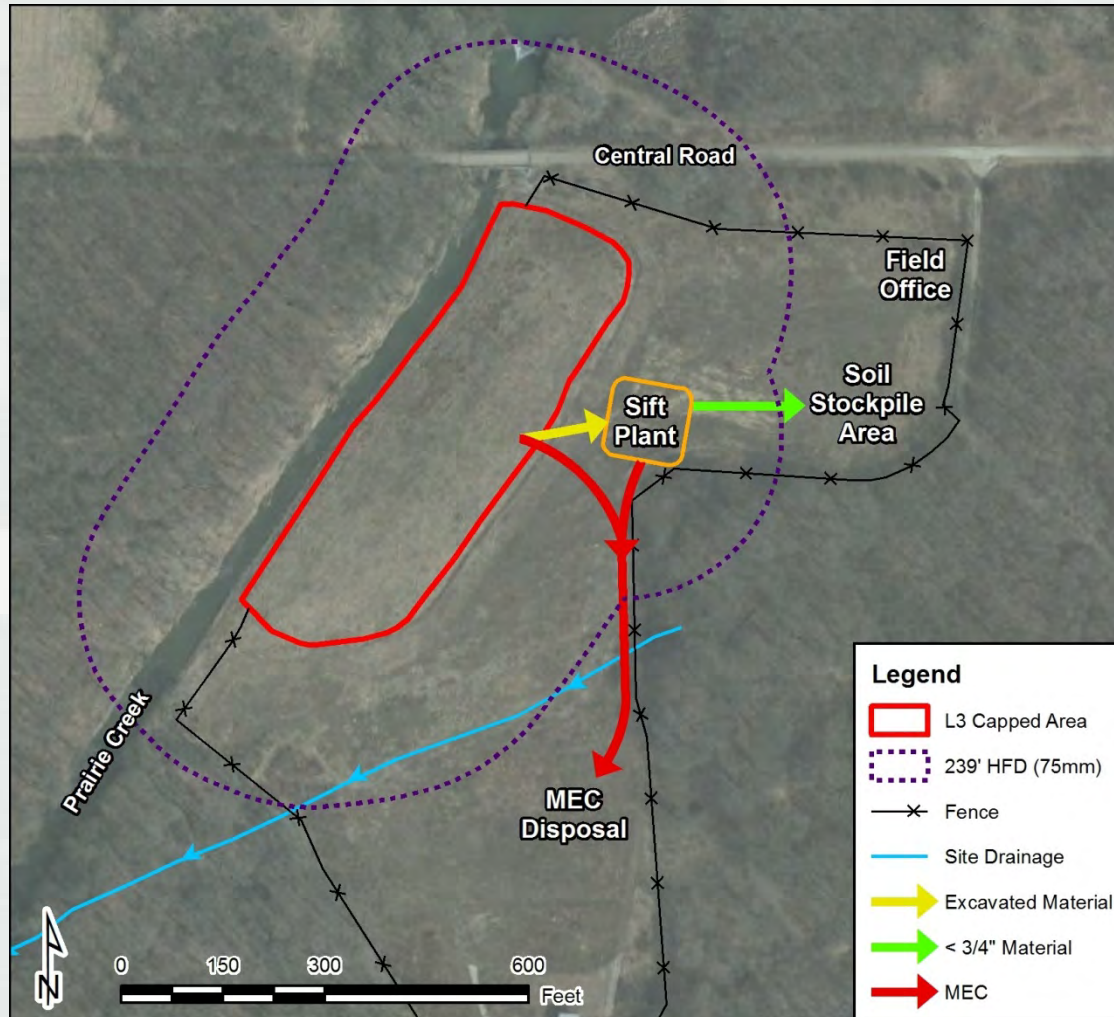 Central Road
Field
Office
Sift
Plant
Soil
Stockpile
Area
Prairie Creek
MEC
Disposal
N
0 150 300 600
Feet
Legend
L3 Capped Area
239' HFD (75mm)
Fence
Site Drainage
Excavated Material
< 3/4" Material
MEC